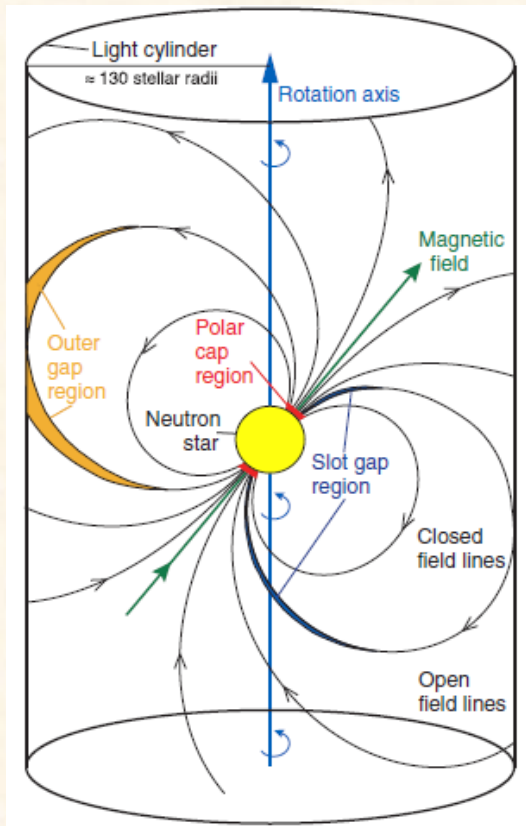 Light cylinder
≈ 130 stellar radii
Rotation axis
Magnetic
field
Outer
gap
region
Polar
cap
region
Neutron
star
Slot gap
region
Closed
field lines
Open
field lines